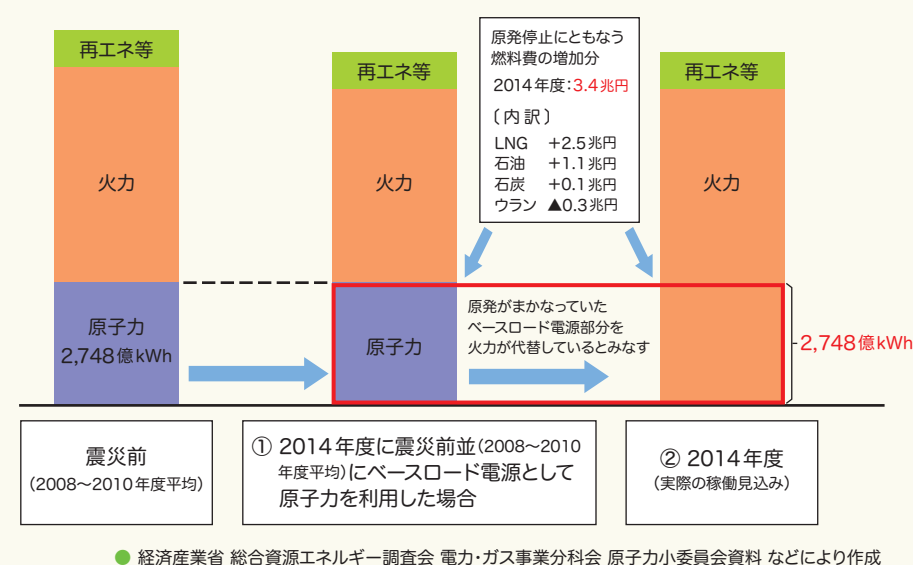 再エネ等
火力
原子力
2,748億kWh
再エネ等
火力
原子力
原発停止にともなう
燃料費の増加分
2014年度:3.4兆円
〔内訳〕
LNG +2.5兆円
石油 +1.1兆円
石炭 +0.1兆円
ウラン ▲0.3兆円
原発がまかなっていた
ベースロード電源部分を
火力が代替しているとみなす
再エネ等
火力
2,748億kWh
震災前
(2008〜2010年度平均)
① 2014年度に震災前並(2008〜2010
年度平均)にベースロード電源として
原子力を利用した場合
② 2014年度
(実際の稼働見込み)
● 経済産業省 総合資源エネルギー調査会 電力・ガス事業分科会 原子力小委員会資料 などにより作成